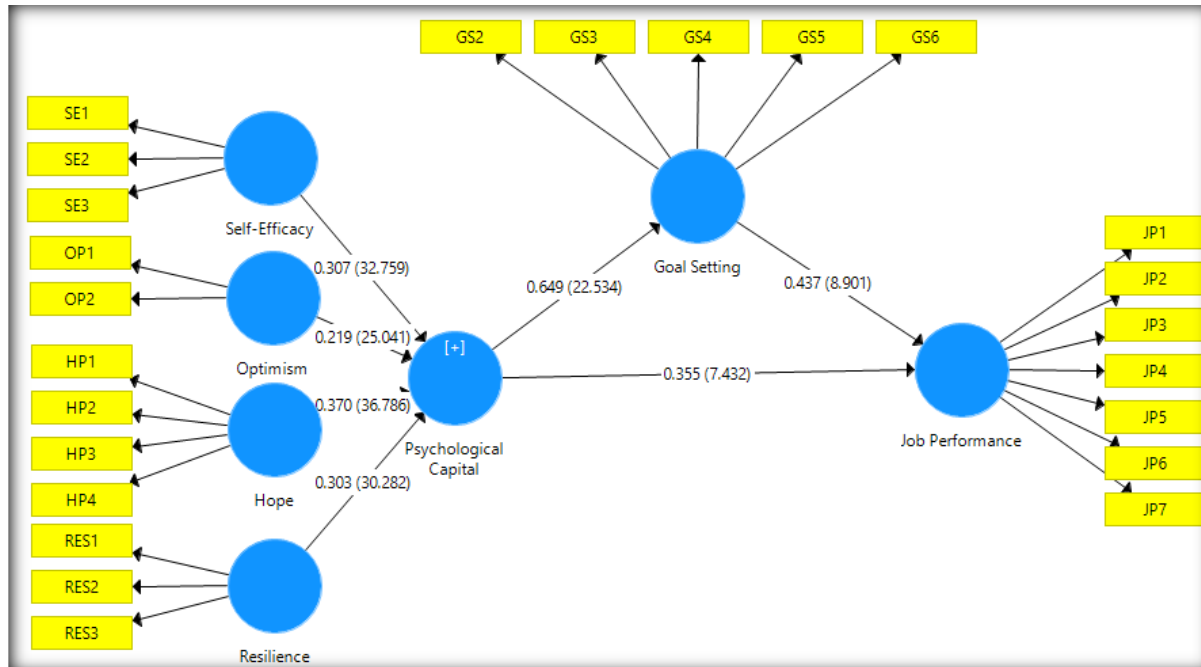 GS2
GS3
GS4
GS5
GS6
SE1
SE2
SE3
Self-Efficacy
OP1
OP2
Optimism
HP1
HP2
HP3
HP4
Hope
RES1
RES2
RES3
Resilience
0.307 (32.759)
0.219 (25.041)
0.370 (36.786)
0.303 (30.282)
[+]
Psychological
Capital
0.649 (22.534)
Goal Setting
0.437 (8.901)
0.355 (7.432)
Job Performance
JP1
JP2
JP3
JP4
JP5
JP6
JP7